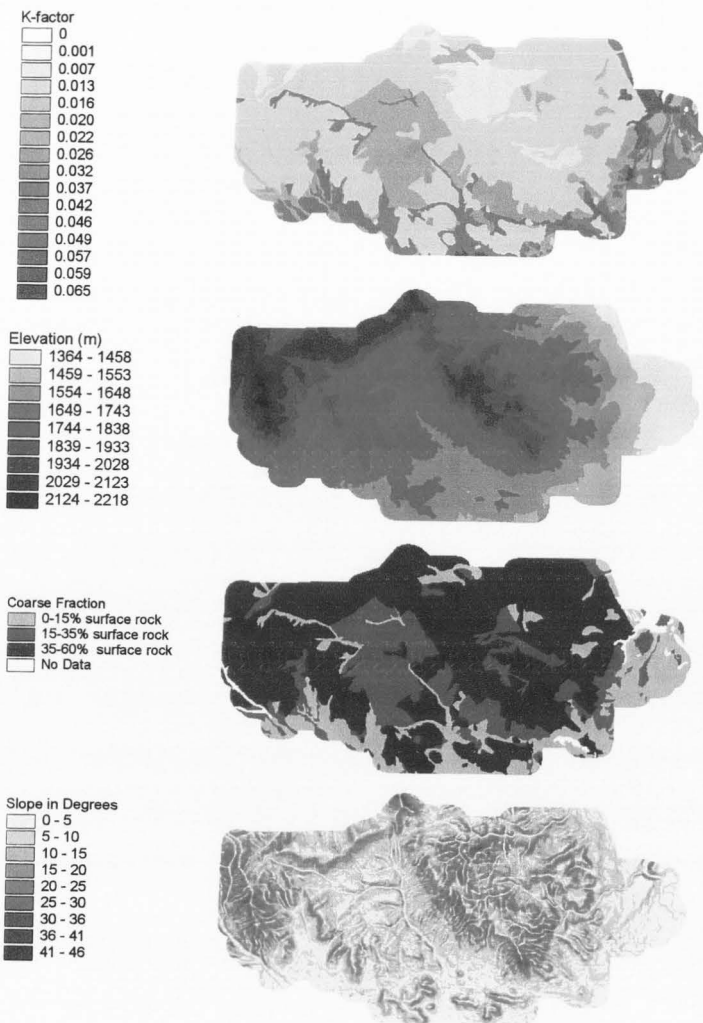 K-factor
0
0.001
0.007
0.013
0.016
0.020
0.022
0.026
0.032
0.037
0.042
0.046
0.049
0.057
0.059
0.065
Elevation (m)
1364 - 1458
1459 - 1553
1554 - 1648
1649 - 1743
1744 - 1838
1839 - 1933
1934 - 2028
2029 - 2123
2124 - 2218
Coarse Fraction
0-15% surface rock
15-35% surface rock
35-60% surface rock
No Data
Slope in Degrees
0 - 5
5 - 10
10 - 15
15 - 20
20 - 25
25 - 30
30 - 36
36 - 41
41 - 46